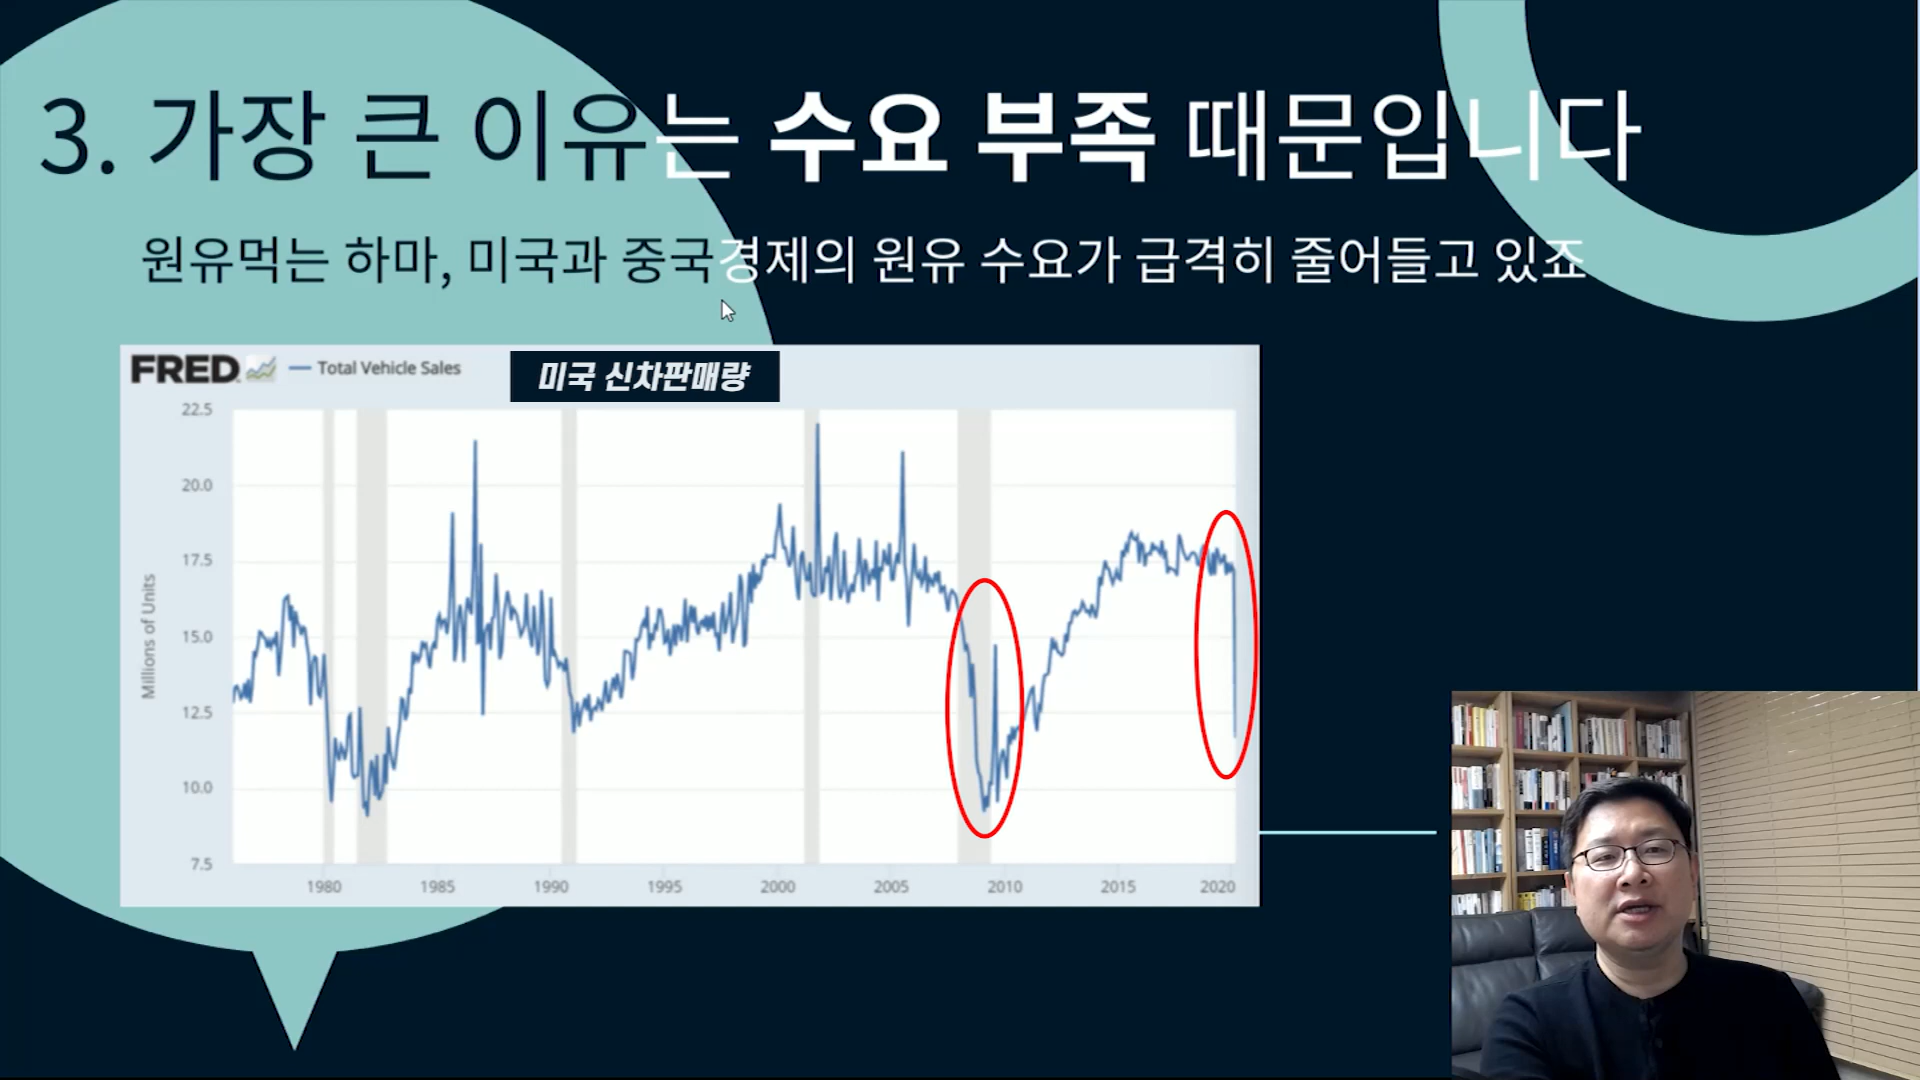 3. 가장 큰 이유는 수요 부족 때문입니다
원유먹는 하마, 미국과 중국경제의 원유 수요가 급격히 줄어들고 있죠
FRED Total Vehicle Sales
미국 신차판매량
22.5
20.0
17.5
15.0
12.5
10.0
7.5
Millions of Units
1980 1985 1990 1995 2000 2005 2010 2015 2020